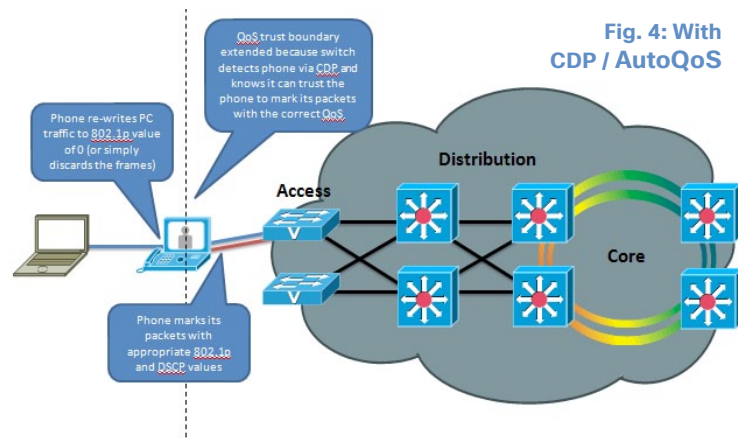 Fig. 4: With
CDP / AutoQoS
QoS trust boundary
extended because switch
detects phone via CDP and
knows it can trust the
phone to mark its packets
with the correct QoS
Phone re-writes PC
traffic to 802.1p value
of 0 (or simply
discards the frames)
Distribution
Access
V
Core
V
Phone marks its
packets with
appropriate 802.1p
and DSCP values